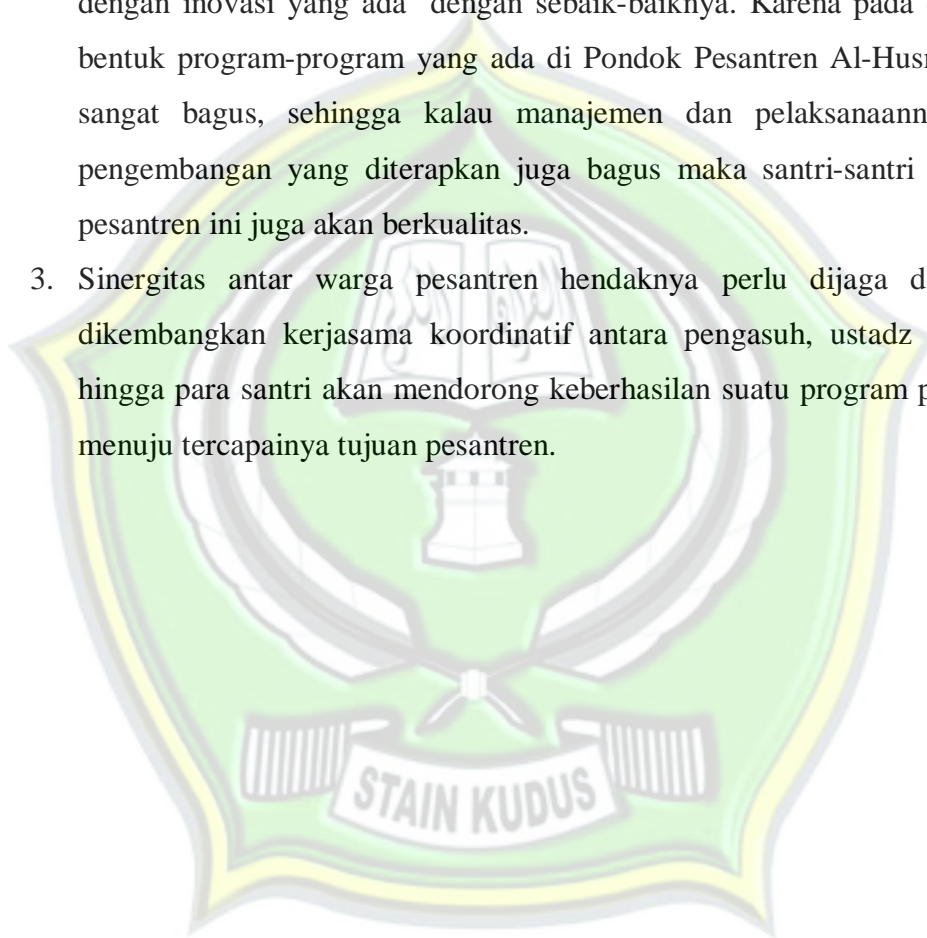 dengan inovasi yang ada dengan sebaik-baiknya. Karena pada
bentuk program-program yang ada di Pondok Pesantren
sangat bagus, sehingga kalau manajemen dan
pengembangan yang diterapkan juga bagus maka santri-santri
pesantren ini juga akan berkualitas.
3. Sinergitas antar warga pesantren hendaknya perlu dijaga
dikembangkan kerjasama koordinatif antara pengasuh, ustadz
hingga para santri akan mendorong keberhasilan suatu program
menuju tercapainya tujuan pesantren.
STAIN KUDUS